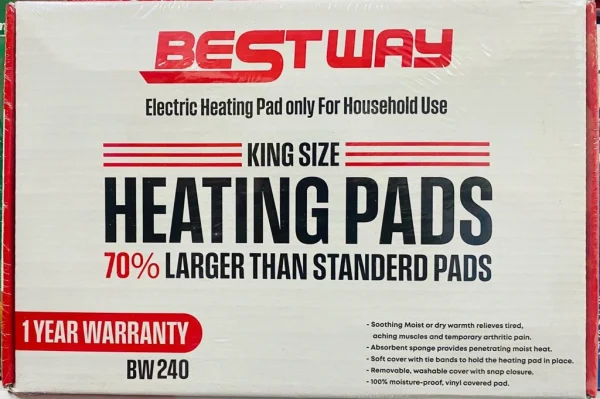 BESTWAY
Electric Heating Pad only For Household Use
KING SIZE
HEATING PADS
70% LARGER THAN STANDERD PADS
1 YEAR WARRANTY
BW 240
- Soothing Moist or dry warmth relieves tired,
aching muscles and temporary arthritic pain.
- Absorbent sponge provides penetrating moist heat.
- Soft cover with tie bands to hold the heating pad in place.
- Removable, washable cover with snap closure.
- 100% moisture-proof, vinyl covered pad.